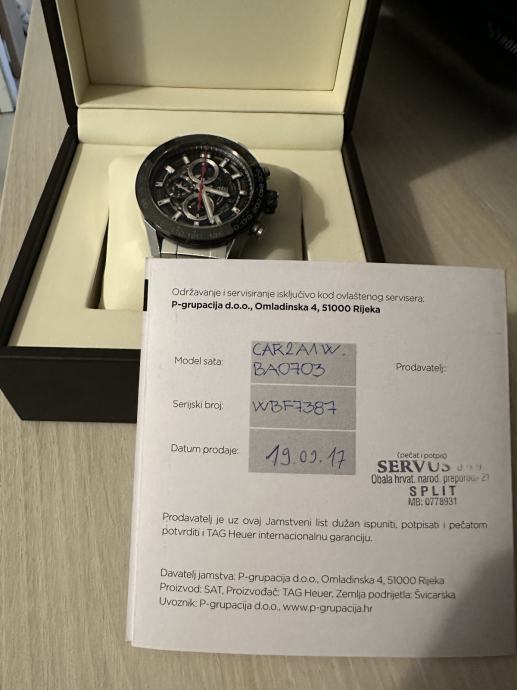 Održavanje i servisiranje isključivo kod ovlaštenog servisera:
P-grupacija d.o.o., Omladinska 4, 51000 Rijeka
Model sata:
CAR2A1W.
BA0703
Prodavatelj:
Serijski broj:
WBF7387
Datum prodaje:
19.09.17
(pečat i potpis)
SERVUS d.o.o
Obala hrvat. narod. preporoda
SPLIT
MB: 0778931
Prodavatelj je uz ovaj Jamstveni list dužan ispuniti, potpisati i pečatom
potvrditi i TAG Heuer internacionalnu garanciju.
Davatelj jamstva: P-grupacija d.o.o., Omladinska 4, 51000 Rijeka
Proizvod: SAT, Proizvođač: TAG Heuer, Zemlja podrijetla: Švicarska
Uvoznik: P-grupacija d.o.o., www.p-grupacija.hr